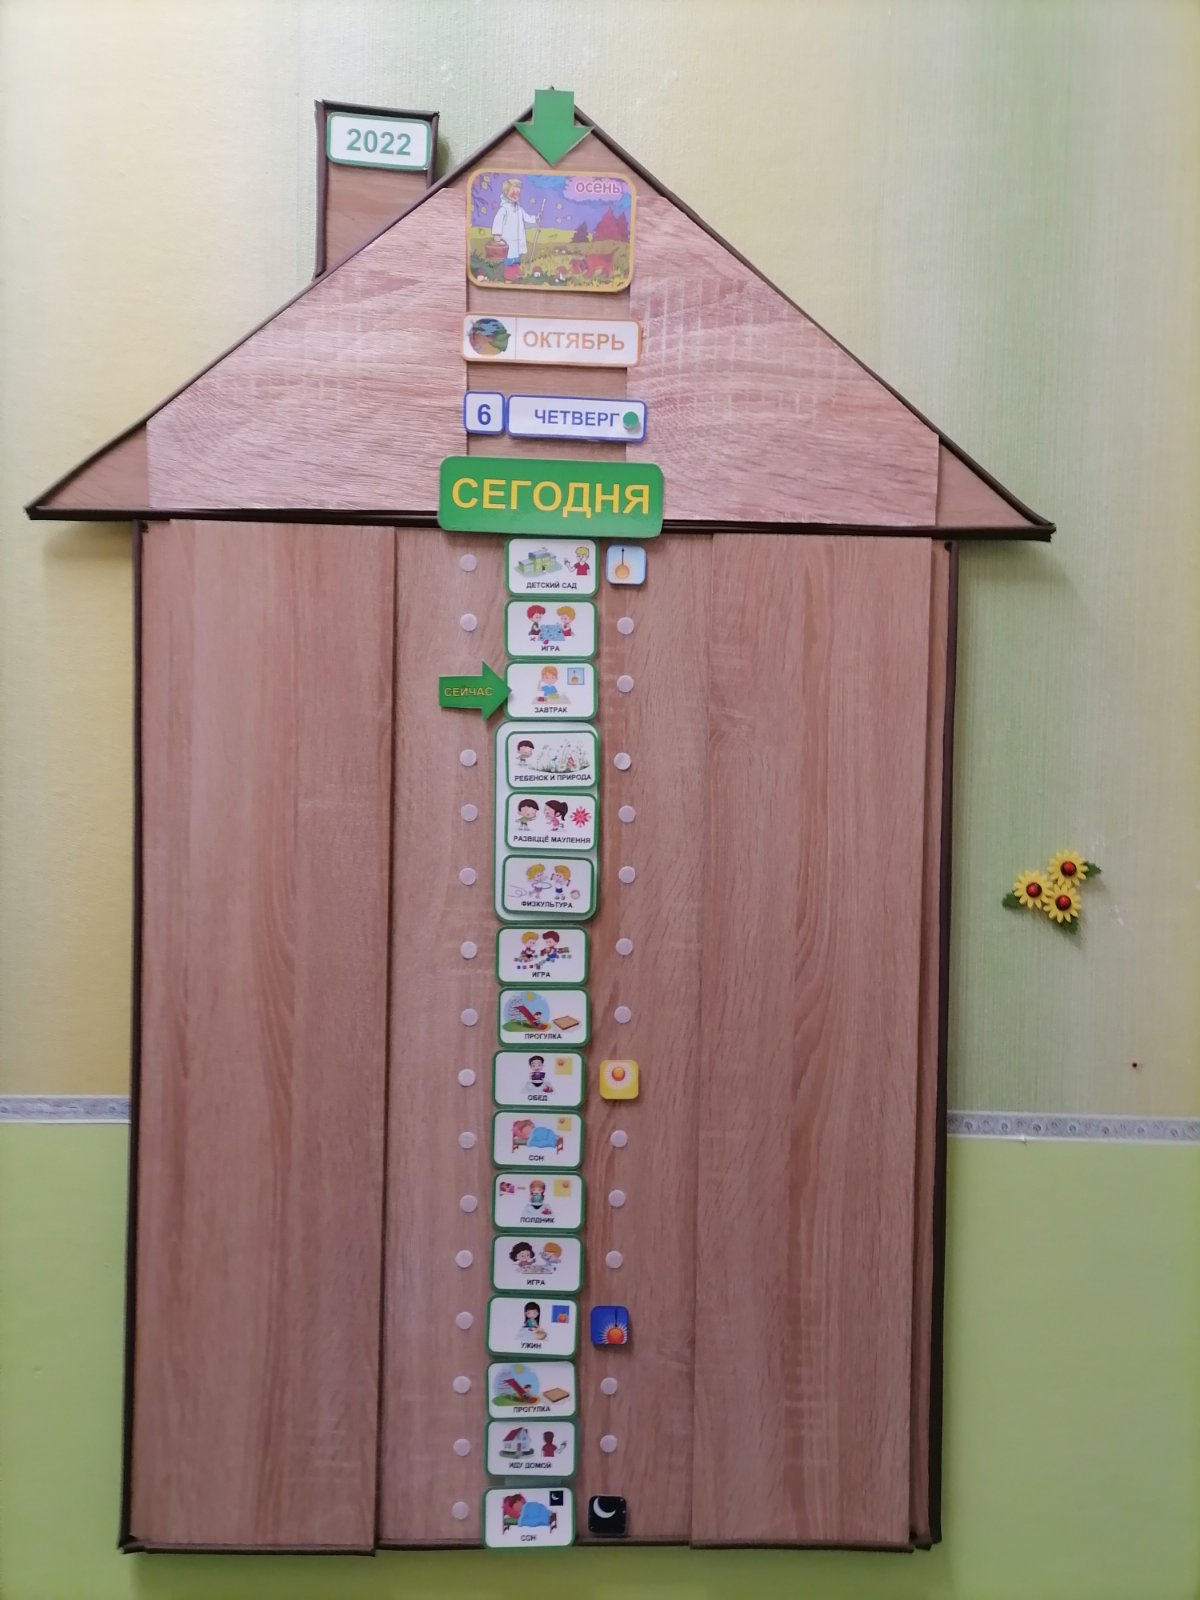 2022
осень
ОКТЯБРЬ
6 ЧЕТВЕРГ
СЕГОДНЯ
ДЕТСКИЙ САД
ИГРА
СЕЙЧАС
ЗАВТРАК
РЕБЕНОК И ПРИРОДА
РАЗВІЦЦЁ МАЎЛЕННЯ
ФИЗКУЛЬТУРА
ИГРА
ПРОГУЛКА
ОБЕД
СОН
ПОЛДНИК
ИГРА
УЖИН
ПРОГУЛКА
ИДУ ДОМОЙ
СОН